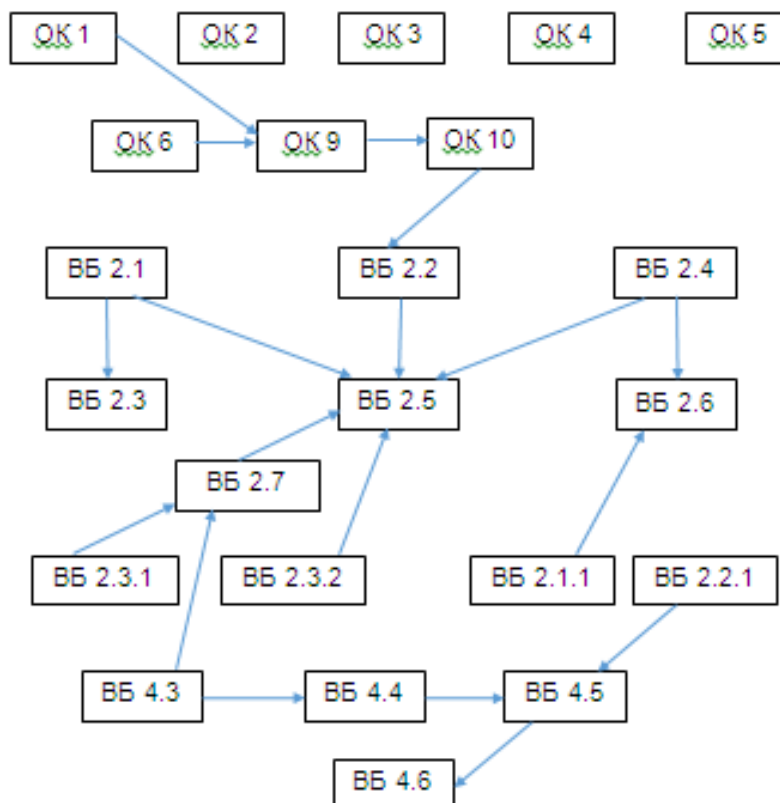 ОК 1
ОК 2
ОК 3
ОК 4
ОК 5
ОК 6
ОК 9
ОК 10
ВБ 2.1
ВБ 2.2
ВБ 2.4
ВБ 2.3
ВБ 2.5
ВБ 2.6
ВБ 2.7
ВБ 2.3.1
ВБ 2.3.2
ВБ 2.1.1
ВБ 2.2.1
ВБ 4.3
ВБ 4.4
ВБ 4.5
ВБ 4.6